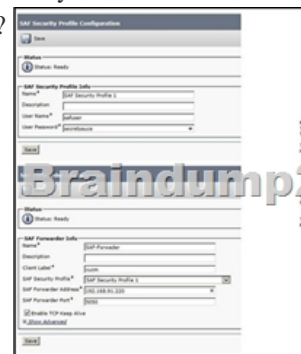 ?
SAF Security Profile Configuration
Save
Status
Status: Ready
SAF Security Profile Info
Name* SAF Security Profile 1
Description
User Name* safuser
User Password*
Save
Braindump2
Status
Status: Ready
SAF Forwarder Info
Name* SAF-Forwader
Description
Client Label*
SAF Security Profile* SAF Security Profile 1
SAF Forwarder Address* 192.168.91.220
SAF Forwarder Port* 5050
Enable TCP Keep Alive
Show Advanced
Save